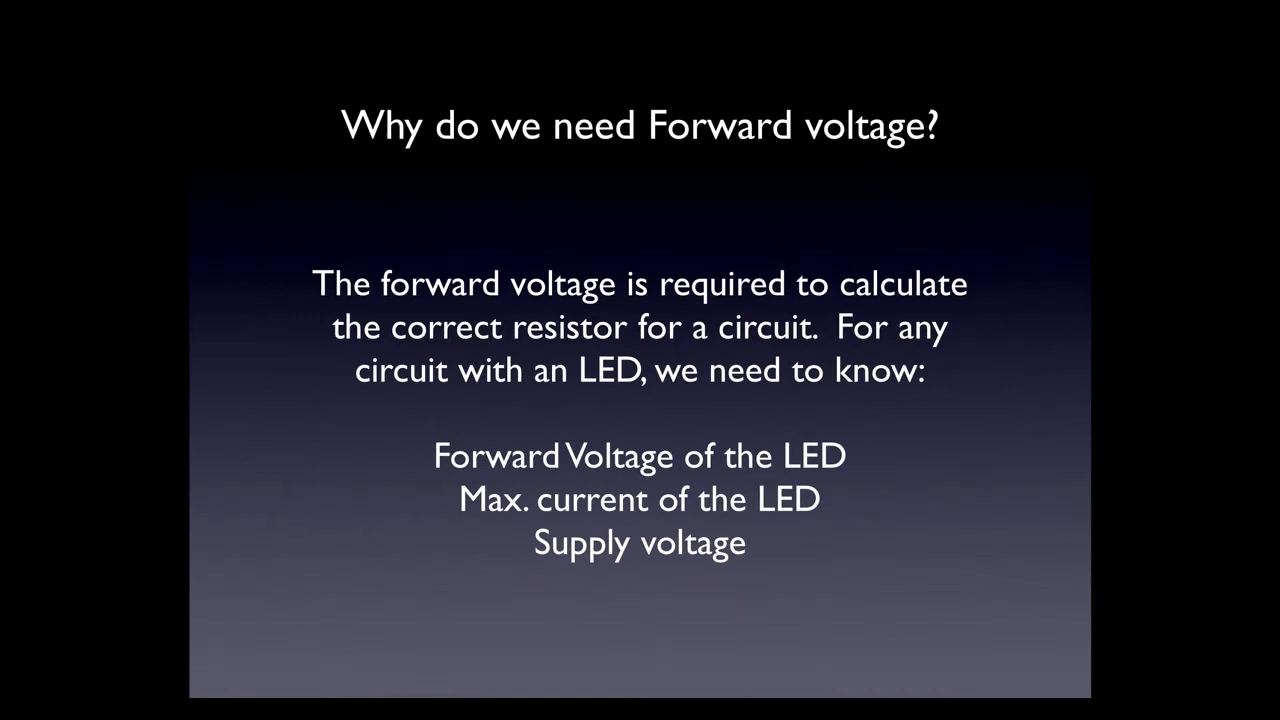 Why do we need Forward voltage?
The forward voltage is required to calculate
the correct resistor for a circuit.  For any
circuit with an LED, we need to know:
Forward Voltage of the LED
Max. current of the LED
Supply voltage